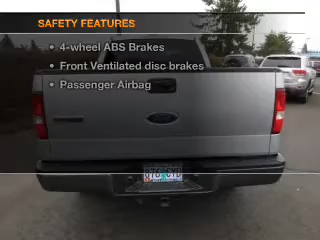 SAFETY FEATURES
• 4-wheel ABS Brakes
• Front Ventilated disc brakes
• Passenger Airbag